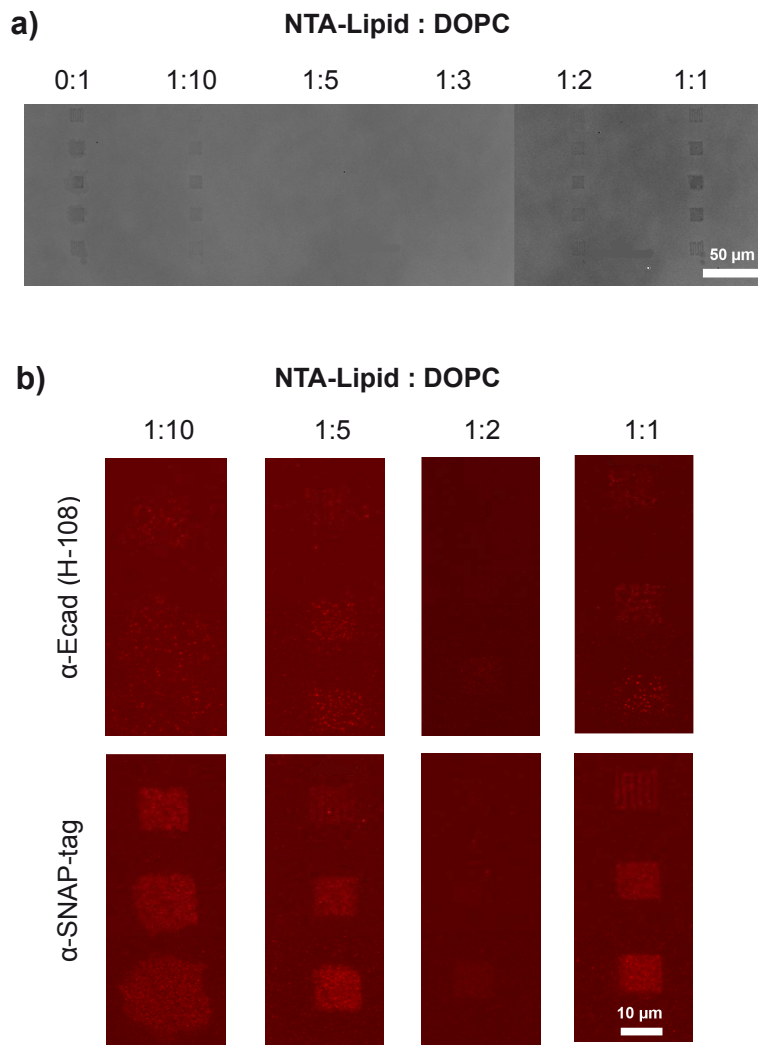 a)
NTA-Lipid : DOPC
0:1 1:10 1:5 1:3 1:2 1:1
50 µm
b)
NTA-Lipid : DOPC
1:10 1:5 1:2 1:1
α-Ecad (H-108)
α-SNAP-tag
10 µm